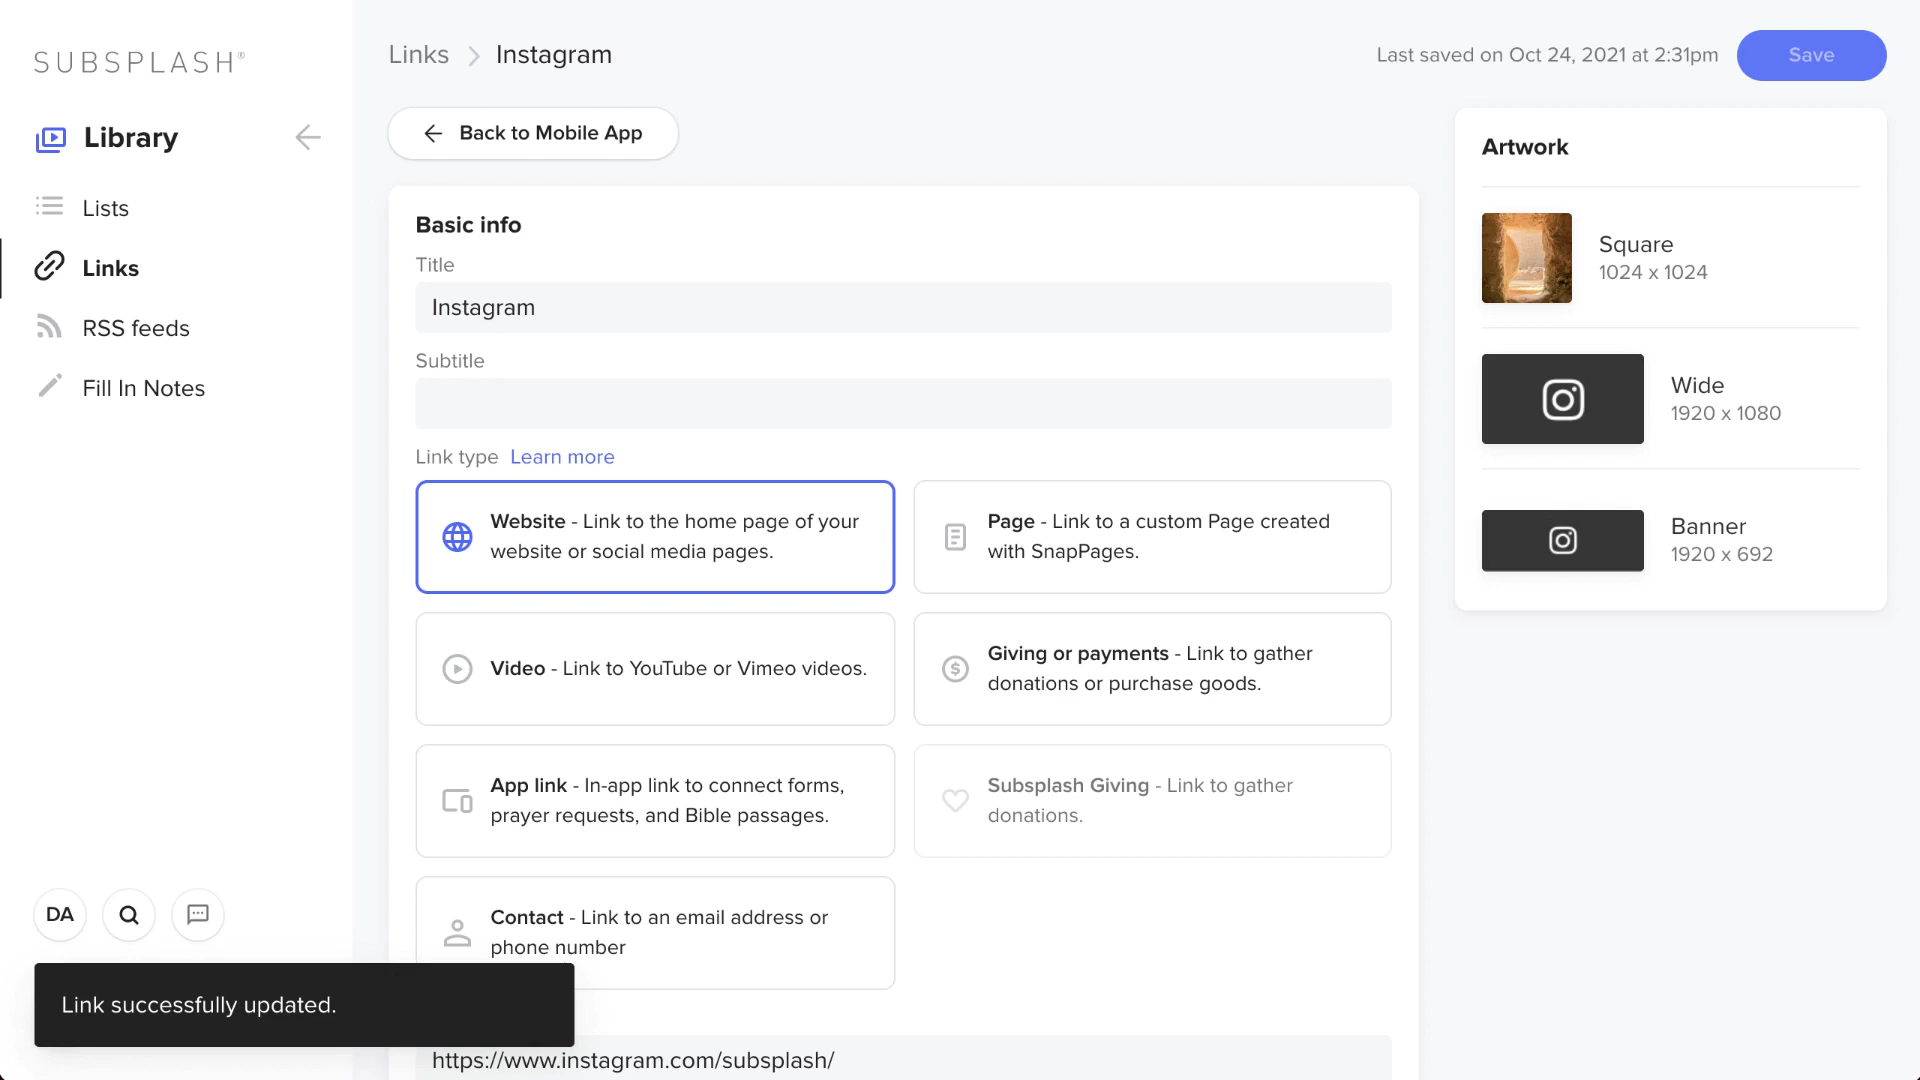 SUBSPLASH®
Library
Lists
Links
RSS feeds
Fill In Notes
DA
Links
Instagram
Last saved on Oct 24, 2021 at 2:31pm
Save
Back to Mobile App
Basic info
Title
Instagram
Subtitle
Link type Learn more
Website - Link to the home page of your
website or social media pages.
Page - Link to a custom Page created
with SnapPages.
Video - Link to YouTube or Vimeo videos.
Giving or payments - Link to gather
donations or purchase goods.
App link - In-app link to connect forms,
prayer requests, and Bible passages.
Subsplash Giving - Link to gather
donations.
Contact - Link to an email address or
phone number
https://www.instagram.com/subsplash/
Artwork
Square
1024 x 1024
Wide
1920 x 1080
Banner
1920 x 692
Link successfully updated.